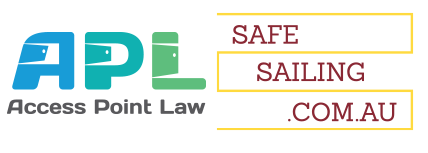 APL
Access Point Law
SAFE
SAILING
.COM.AU